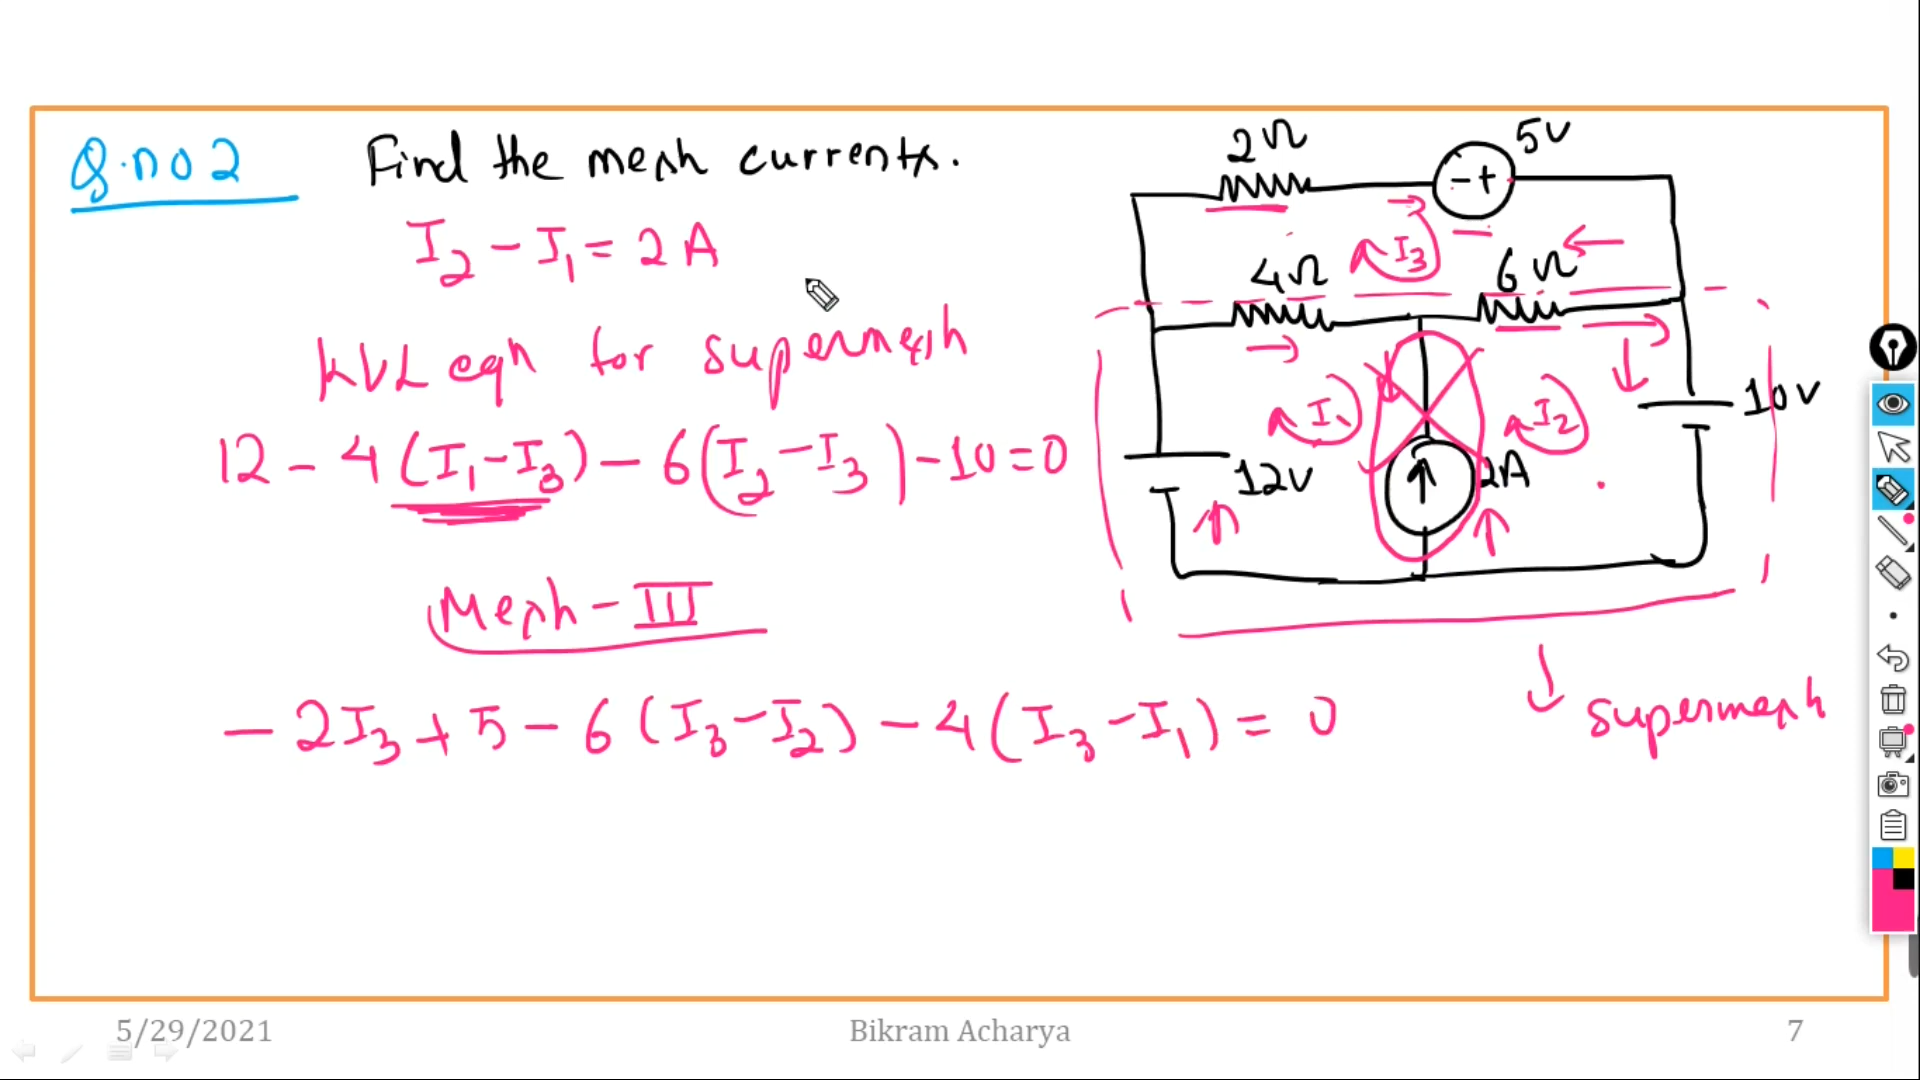 Q.no 2 Find the mesh currents.
I₂ - I₁ = 2 A
KVL eqn for supermesh
12 - 4 (I₁ - I₃) - 6 (I₂ - I₃) - 10 = 0
Mesh - III
- 2I₃ + 5 - 6 (I₃ - I₂) - 4 (I₃ - I₁) = 0
2Ω
5V
- +
I₃
4Ω
6Ω
I₁
I₂
10V
12V
2A
supermesh
5/29/2021
Bikram Acharya
7